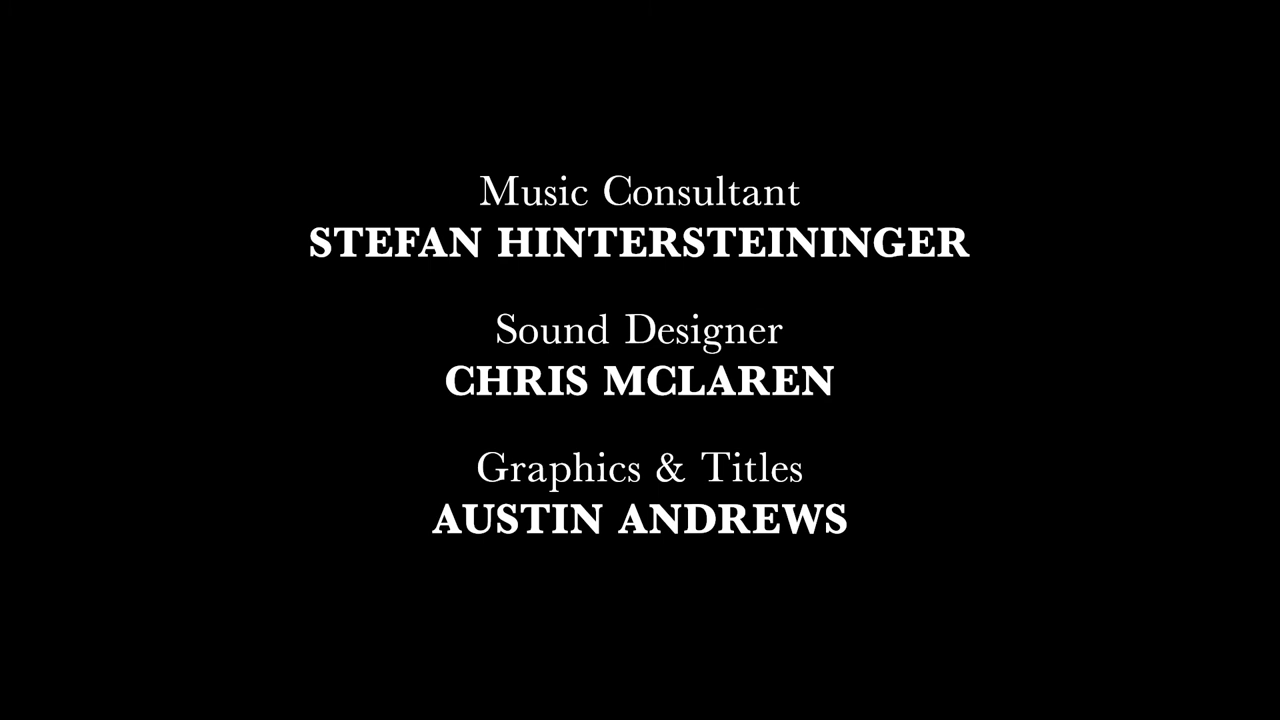 Music Consultant
STEFAN HINTERSTEININGER
Sound Designer
CHRIS MCLAREN
Graphics & Titles
AUSTIN ANDREWS